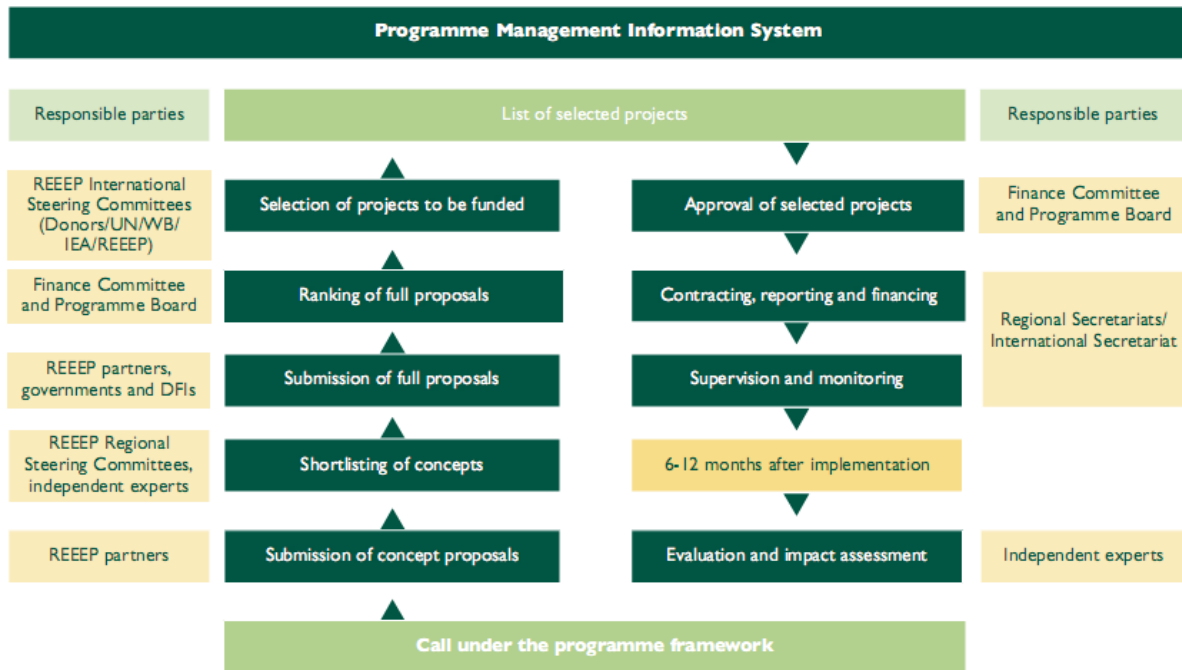 Programme Management Information System
Responsible parties
List of selected projects
Responsible parties
REEEP International
Steering Committees
(Donors/UN/WB/
IEA/REEEP)
Selection of projects to be funded
Approval of selected projects
Finance Committee
and Programme Board
Finance Committee
and Programme Board
Ranking of full proposals
Contracting, reporting and financing
Regional Secretariats/
International Secretariat
REEEP partners,
governments and DFIs
Submission of full proposals
Supervision and monitoring
REEEP Regional
Steering Committees,
independent experts
Shortlisting of concepts
6-12 months after implementation
REEEP partners
Submission of concept proposals
Evaluation and impact assessment
Independent experts
Call under the programme framework